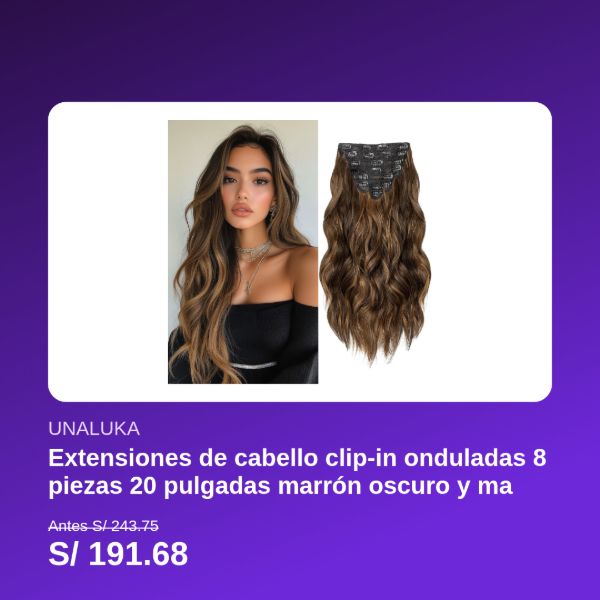 UNALUKA
Extensiones de cabello clip-in onduladas 8
piezas 20 pulgadas marrón oscuro y ma
Antes S/ 243.75
S/ 191.68